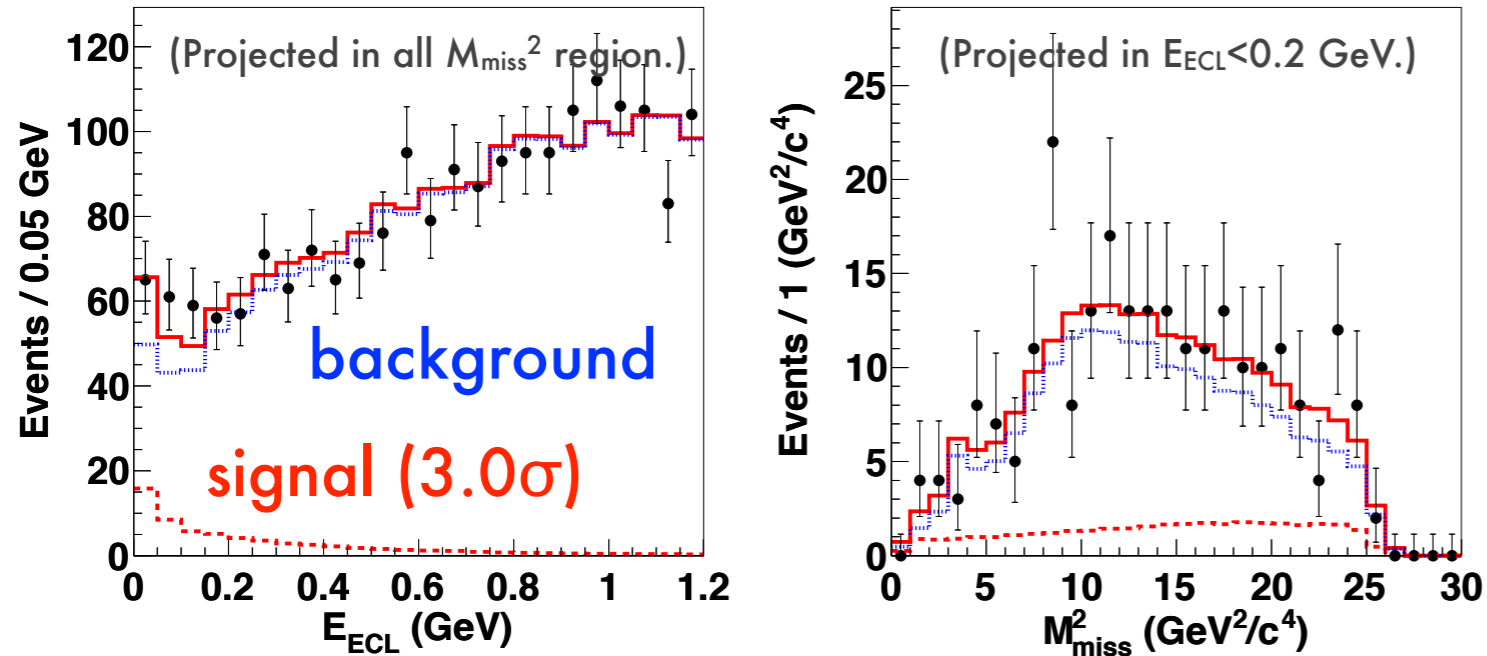 (Projected in all Mmiss² region.)
Events / 0.05 GeV
120
100
80
60
40
20
0
background
signal (3.0σ)
0 0.2 0.4 0.6 0.8 1 1.2
E_ECL (GeV)
(Projected in E_ECL<0.2 GeV.)
Events / 1 (GeV²/c⁴)
25
20
15
10
5
0
0 5 10 15 20 25 30
M²miss (GeV²/c⁴)